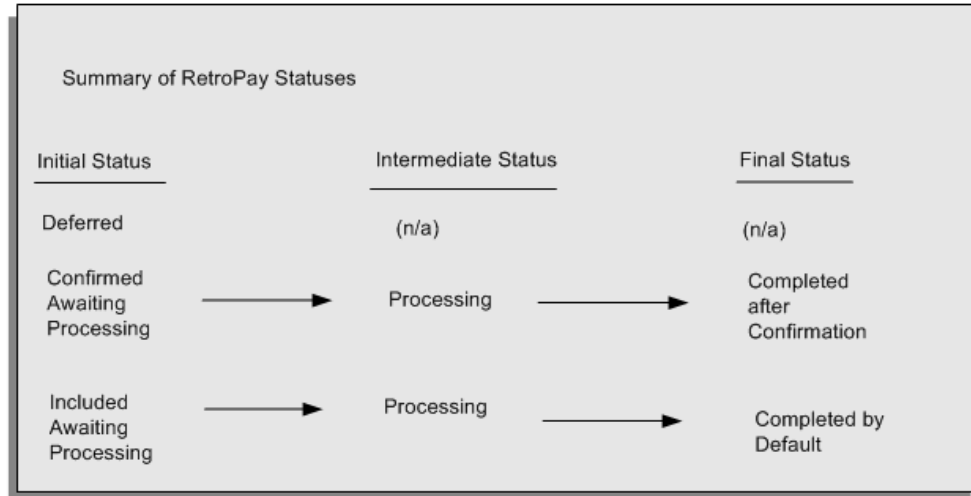 Summary of RetroPay Statuses
Initial Status
Intermediate Status
Final Status
Deferred
(n/a)
(n/a)
Confirmed
Awaiting
Processing
Processing
Completed
after
Confirmation
Included
Awaiting
Processing
Processing
Completed by
Default